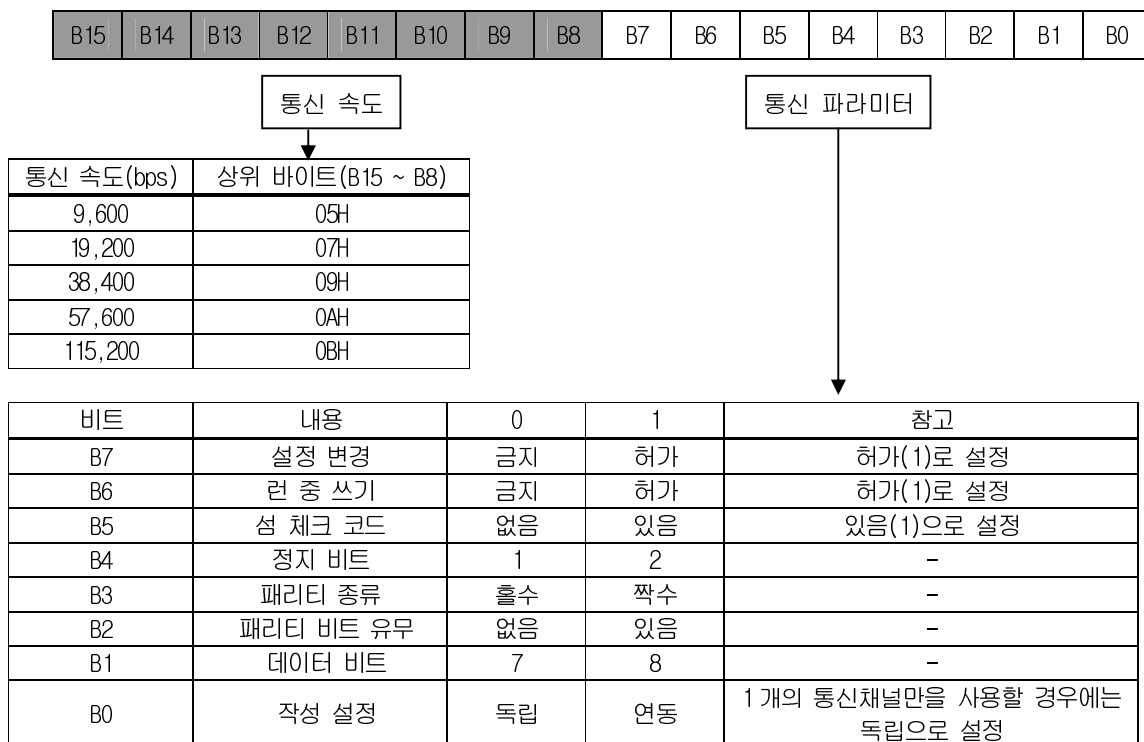 B15 B14 B13 B12 B11 B10 B9 B8 B7 B6 B5 B4 B3 B2 B1 B0
통신 속도 통신 파라미터
통신 속도(bps) 상위 바이트(B15 ~ B8)
9,600 05H
19,200 07H
38,400 09H
57,600 0AH
115,200 0BH
비트 내용 0 1 참고
B7 설정 변경 금지 허가 허가(1)로 설정
B6 런 중 쓰기 금지 허가 허가(1)로 설정
B5 섬 체크 코드 없음 있음 있음(1)으로 설정
B4 정지 비트 1 2 –
B3 패리티 종류 홀수 짝수 –
B2 패리티 비트 유무 없음 있음 –
B1 데이터 비트 7 8 –
B0 작성 설정 독립 연동 1개의 통신채널만을 사용할 경우에는
독립으로 설정